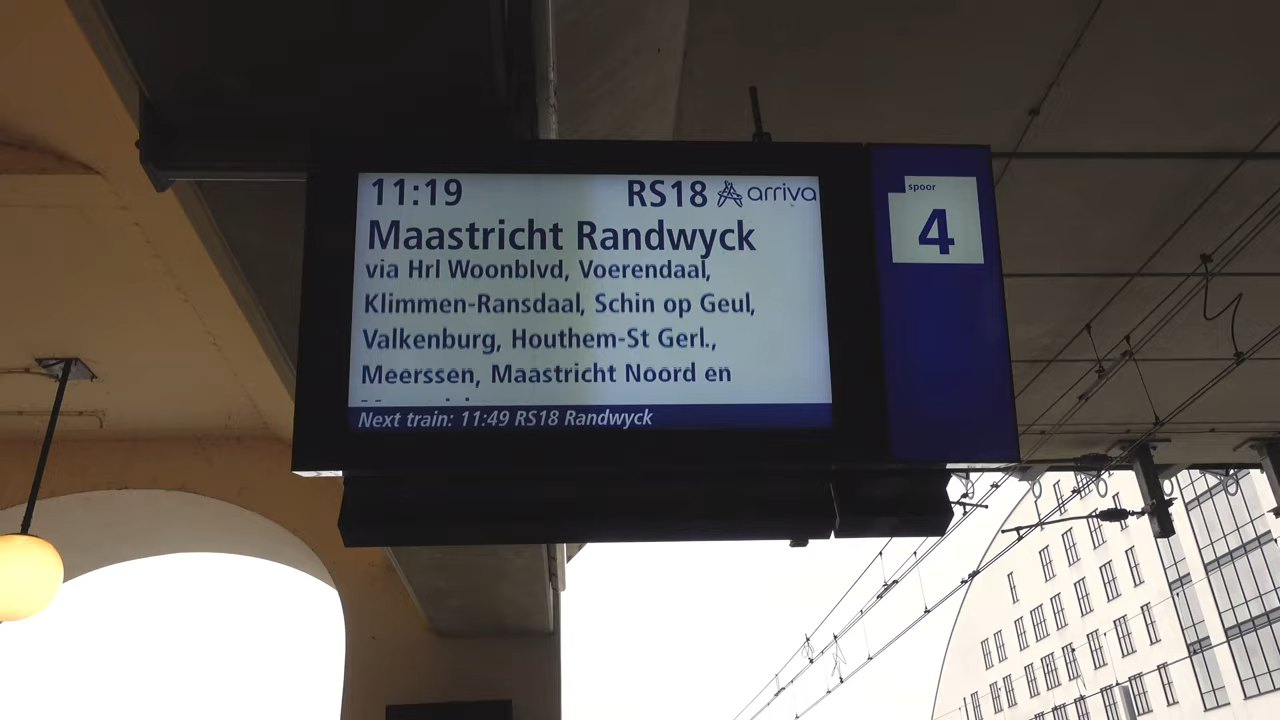 11:19 RS18 arriva
Maastricht Randwyck
via Hrl Woonblvd, Voerendaal,
Klimmen-Ransdaal, Schin op Geul,
Valkenburg, Houthem-St Gerl.,
Meerssen, Maastricht Noord en
Next train: 11:49 RS18 Randwyck
spoor
4